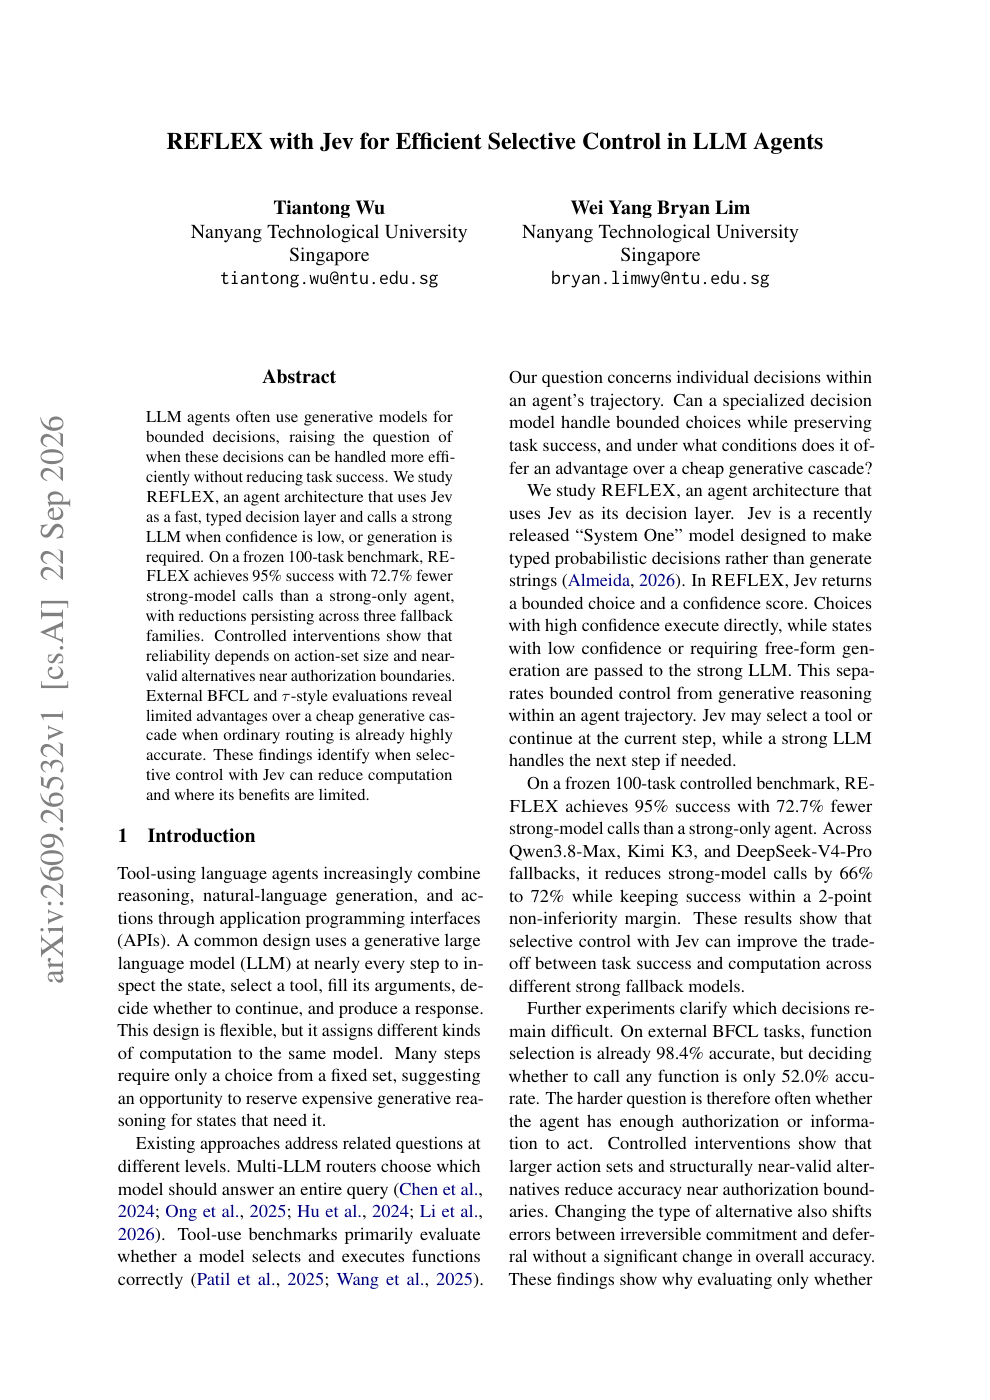 REFLEX with Jev for Efficient Selective Control in LLM Agents
Tiantong Wu
Nanyang Technological University
Singapore
tiantong.wu@ntu.edu.sg
Wei Yang Bryan Lim
Nanyang Technological University
Singapore
bryan.limwy@ntu.edu.sg
arXiv:2609.26532v1 [cs.AI] 22 Sep 2026
Abstract
LLM agents often use generative models for
bounded decisions, raising the question of
when these decisions can be handled more effi-
ciently without reducing task success. We study
REFLEX, an agent architecture that uses Jev
as a fast, typed decision layer and calls a strong
LLM when confidence is low, or generation is
required. On a frozen 100-task benchmark, RE-
FLEX achieves 95% success with 72.7% fewer
strong-model calls than a strong-only agent,
with reductions persisting across three fallback
families. Controlled interventions show that
reliability depends on action-set size and near-
valid alternatives near authorization boundaries.
External BFCL and τ-style evaluations reveal
limited advantages over a cheap generative cas-
cade when ordinary routing is already highly
accurate. These findings identify when selec-
tive control with Jev can reduce computation
and where its benefits are limited.
1 Introduction
Tool-using language agents increasingly combine
reasoning, natural-language generation, and ac-
tions through application programming interfaces
(APIs). A common design uses a generative large
language model (LLM) at nearly every step to in-
spect the state, select a tool, fill its arguments, de-
cide whether to continue, and produce a response.
This design is flexible, but it assigns different kinds
of computation to the same model. Many steps
require only a choice from a fixed set, suggesting
an opportunity to reserve expensive generative rea-
soning for states that need it.
Existing approaches address related questions at
different levels. Multi-LLM routers choose which
model should answer an entire query (Chen et al.,
2024; Ong et al., 2025; Hu et al., 2024; Li et al.,
2026). Tool-use benchmarks primarily evaluate
whether a model selects and executes functions
correctly (Patil et al., 2025; Wang et al., 2025).
Our question concerns individual decisions within
an agent's trajectory. Can a specialized decision
model handle bounded choices while preserving
task success, and under what conditions does it of-
fer an advantage over a cheap generative cascade?
We study REFLEX, an agent architecture that
uses Jev as its decision layer. Jev is a recently
released “System One” model designed to make
typed probabilistic decisions rather than generate
strings (Almeida, 2026). In REFLEX, Jev returns
a bounded choice and a confidence score. Choices
with high confidence execute directly, while states
with low confidence or requiring free-form gen-
eration are passed to the strong LLM. This sepa-
rates bounded control from generative reasoning
within an agent trajectory. Jev may select a tool or
continue at the current step, while a strong LLM
handles the next step if needed.
On a frozen 100-task controlled benchmark, RE-
FLEX achieves 95% success with 72.7% fewer
strong-model calls than a strong-only agent. Across
Qwen3.8-Max, Kimi K3, and DeepSeek-V4-Pro
fallbacks, it reduces strong-model calls by 66%
to 72% while keeping success within a 2-point
non-inferiority margin. These results show that
selective control with Jev can improve the trade-
off between task success and computation across
different strong fallback models.
Further experiments clarify which decisions re-
main difficult. On external BFCL tasks, function
selection is already 98.4% accurate, but deciding
whether to call any function is only 52.0% accu-
rate. The harder question is therefore often whether
the agent has enough authorization or informa-
tion to act. Controlled interventions show that
larger action sets and structurally near-valid alter-
natives reduce accuracy near authorization bound-
aries. Changing the type of alternative also shifts
errors between irreversible commitment and defer-
ral without a significant change in overall accuracy.
These findings show why evaluating only whether